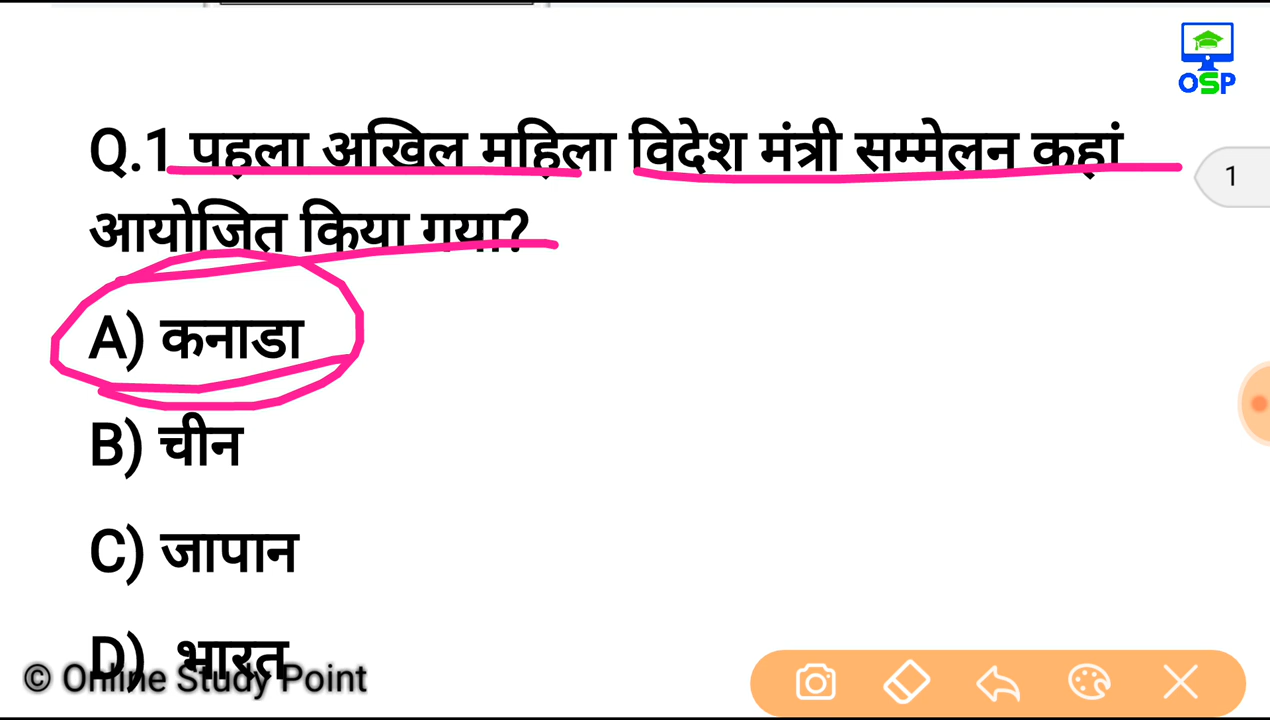 OSP
Q.1 पहला अखिल महिला विदेश मंत्री सम्मेलन कहां
1
आयोजित किया गया?
A) कनाडा
B) चीन
C) जापान
D) भारत
© Online Study Point